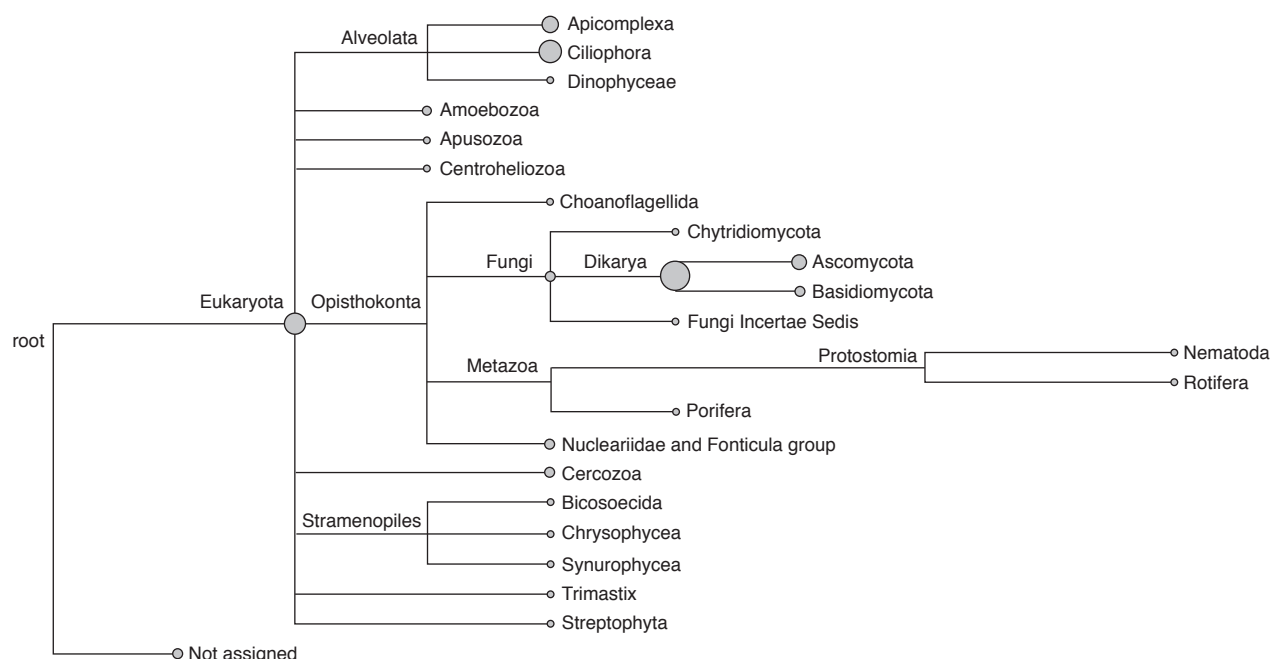 Apicomplexa
Alveolata
Ciliophora
Dinophyceae
Amoebozoa
Apusozoa
Centroheliozoa
Choanoflagellida
Chytridiomycota
Fungi
Dikarya
Ascomycota
Eukaryota
Opisthokonta
Basidiomycota
Fungi Incertae Sedis
root
Protostomia
Nematoda
Metazoa
Rotifera
Porifera
Nucleariidae and Fonticula group
Cercozoa
Bicosoecida
Stramenopiles
Chrysophycea
Synurophycea
Trimastix
Streptophyta
Not assigned